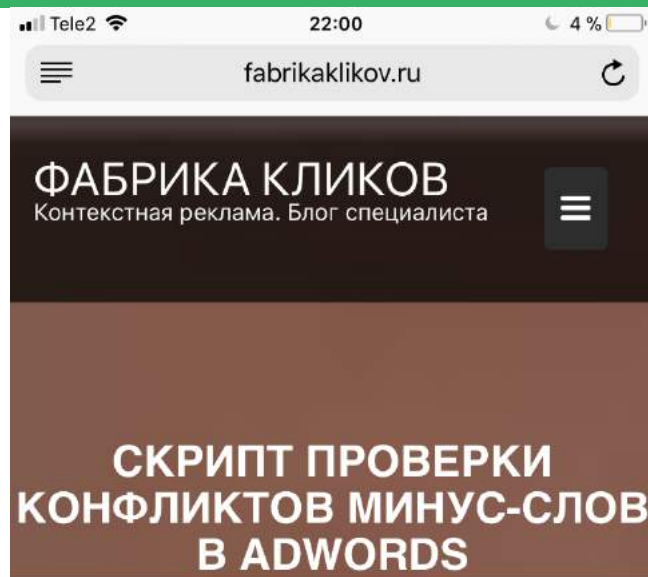 Tele2 22:00 4 %
fabrikaklikov.ru
ФАБРИКА КЛИКОВ
Контекстная реклама. Блог специалиста
СКРИПТ ПРОВЕРКИ
КОНФЛИКТОВ МИНУС-СЛОВ
В ADWORDS